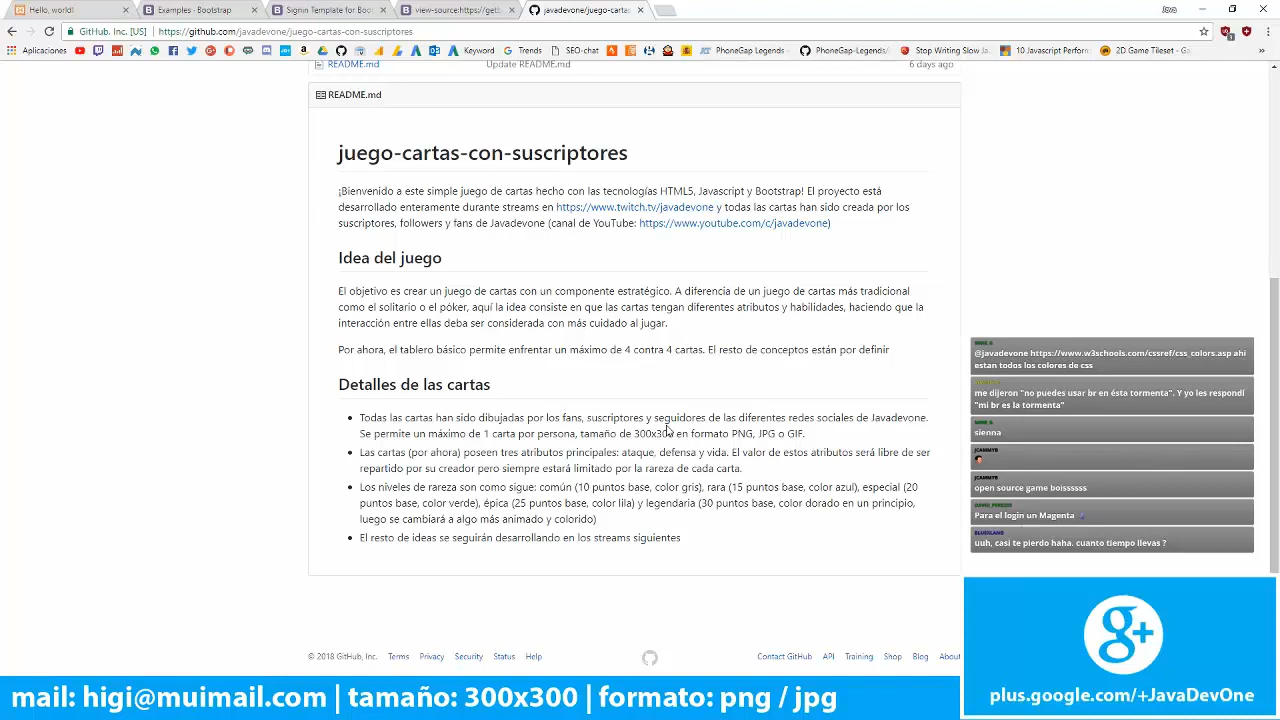 Hello, world!
Examples · Bootstrap
Signin Template for Boo
view-source:https://getb
javadevone/juego-cartas
GitHub, Inc. [US]
https://github.com/javadevone/juego-cartas-con-suscriptores
Aplicaciones
Keyword
Trends
SEO-chat
PhoneGap Legends -
PhoneGap-Legends/
Stop Writing Slow Ja
10 Javascript Perform
2D Game Tileset - G
README.md
Update README.md
6 days ago
README.md
juego-cartas-con-suscriptores
¡Bienvenido a este simple juego de cartas hecho con las tecnologías HTML5, Javascript y Bootstrap! El proyecto está
desarrollado enteramente durante streams en https://www.twitch.tv/javadevone y todas las cartas han sido creada por los
suscriptores, followers y fans de Javadevone (canal de YouTube: https://www.youtube.com/c/javadevone)
Idea del juego
El objetivo es crear un juego de cartas con un componente estratégico. A diferencia de un juego de cartas más tradicional
como el solitario o el póker, aquí la idea consiste en que las cartas tengan diferentes atributos y habilidades, haciendo que la
interacción entre ellas deba ser considerada con más cuidado al jugar.
Por ahora, el tablero básico permite enfrentar un máximo de 4 contra 4 cartas. El resto de conceptos están por definir
Detalles de las cartas
Todas las cartas han sido dibujadas por los fans, suscriptores y seguidores de las diferentes redes sociales de Javadevone.
Se permite un máximo de 1 carta por persona, tamaño de 300x300 en formato PNG, JPG o GIF.
Las cartas (por ahora) poseen tres atributos principales: ataque, defensa y vida. El valor de estos atributos será libre de ser
repartido por su creador pero siempre estará limitado por la rareza de cada carta.
Los niveles de rareza son como sigue: común (10 puntos base, color gris), rara (15 puntos base, color azul), especial (20
puntos base, color verde), épica (25 puntos base, color lila) y legendaria (30 puntos base, color dorado en un principio,
luego se cambiará a algo más animado y colorido)
El resto de ideas se seguirán desarrollando en los streams siguientes
@javadevone https://www.w3schools.com/cssref/css_colors.asp ahi
estan todos los colores de css
me dijeron "no puedes usar br en ésta tormenta". Y yo les respondí
"mi br es la tormenta"
sienna
JCAMMYB
JCAMMYB
open source game boissssss
Para el login un Magenta
uuh, casi te pierdo haha. cuanto tiempo llevas ?
© 2018 GitHub, Inc.
Terms
Privacy
Security
Status
Help
Contact GitHub
API
Training
Shop
Blog
About
mail: higi@muimail.com | tamaño: 300x300 | formato: png / jpg
g+
plus.google.com/+JavaDevOne